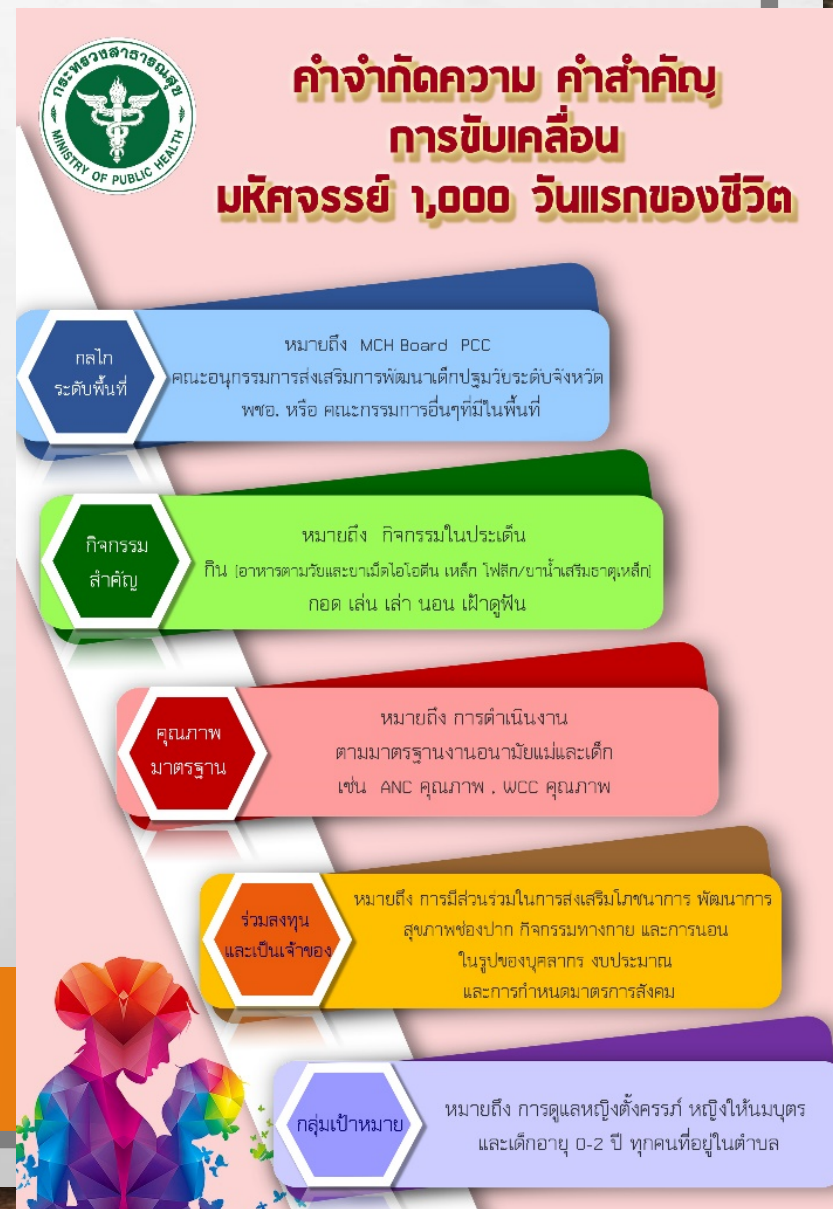 กระทรวงสาธารณสุข
MINISTRY OF PUBLIC HEALTH
คำจำกัดความ คำสำคัญ
การขับเคลื่อน
มหัศจรรย์ 1,000 วันแรกของชีวิต
กลไก
ระดับพื้นที่
หมายถึง MCH Board PCC
คณะอนุกรรมการส่งเสริมการพัฒนาเด็กปฐมวัยระดับจังหวัด
พชอ. หรือ คณะกรรมการอื่นๆที่มีในพื้นที่
กิจกรรม
สำคัญ
หมายถึง กิจกรรมในประเด็น
กิน (อาหารตามวัยและยาเม็ดไอโอดีน เหล็ก โฟลิก/ยาน้ำเสริมธาตุเหล็ก)
กอด เล่น เล่า นอน เฝ้าดูฟัน
คุณภาพ
มาตรฐาน
หมายถึง การดำเนินงาน
ตามมาตรฐานงานอนามัยแม่และเด็ก
เช่น ANC คุณภาพ , WCC คุณภาพ
ร่วมลงทุน
และเป็นเจ้าของ
หมายถึง การมีส่วนร่วมในการส่งเสริมโภชนาการ พัฒนาการ
สุขภาพช่องปาก กิจกรรมทางกาย และการนอน
ในรูปของบุคลากร งบประมาณ
และการกำหนดมาตรการสังคม
กลุ่มเป้าหมาย
หมายถึง การดูแลหญิงตั้งครรภ์ หญิงให้นมบุตร
และเด็กอายุ 0-2 ปี ทุกคนที่อยู่ในตำบล